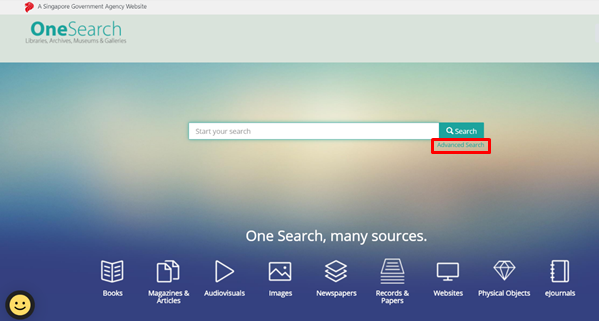 A Singapore Government Agency Website
OneSearch
Libraries, Archives, Museums & Galleries
Start your search
Search
Advanced Search
One Search, many sources.
Books
Magazines &
Articles
Audiovisuals
Images
Newspapers
Records &
Papers
Websites
Physical Objects
eJournals